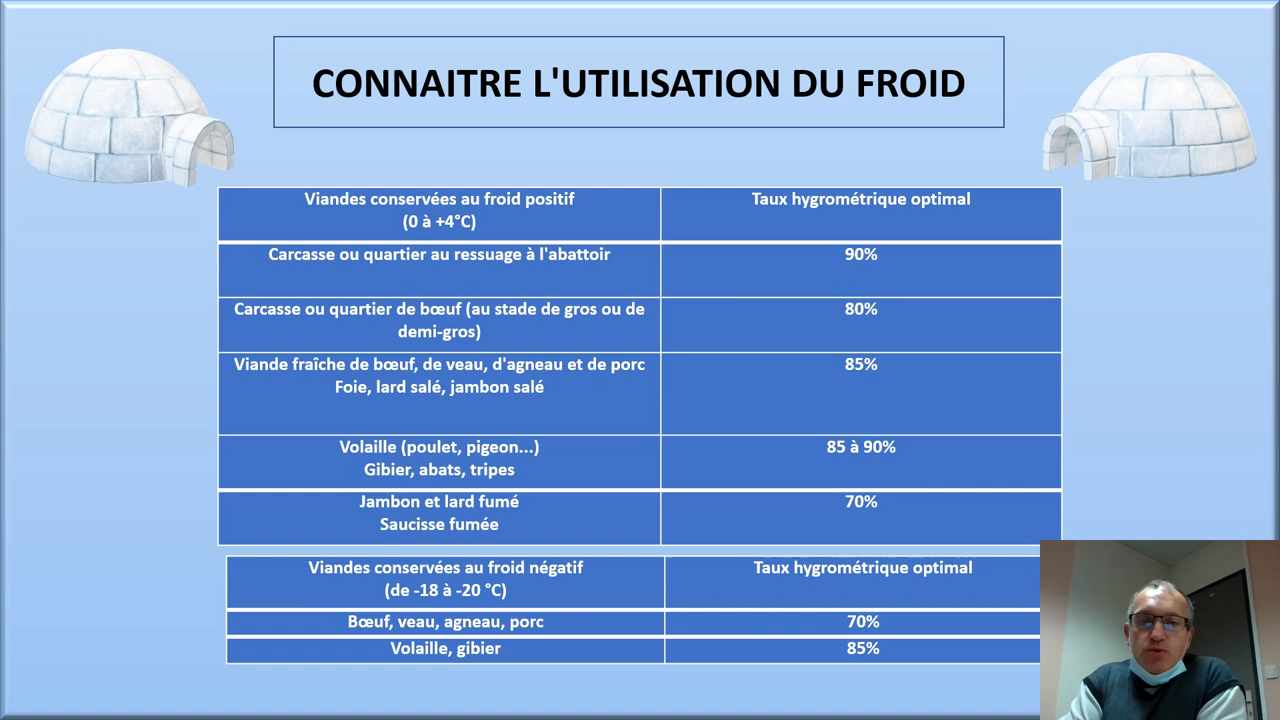 CONNAITRE L'UTILISATION DU FROID
Viandes conservées au froid positif
(0 à +4°C)
Taux hygrométrique optimal
Carcasse ou quartier au ressuage à l'abattoir
90%
Carcasse ou quartier de bœuf (au stade de gros ou de
demi-gros)
80%
Viande fraîche de bœuf, de veau, d'agneau et de porc
Foie, lard salé, jambon salé
85%
Volaille (poulet, pigeon...)
Gibier, abats, tripes
85 à 90%
Jambon et lard fumé
Saucisse fumée
70%
Viandes conservées au froid négatif
(de -18 à -20 °C)
Taux hygrométrique optimal
Bœuf, veau, agneau, porc
70%
Volaille, gibier
85%